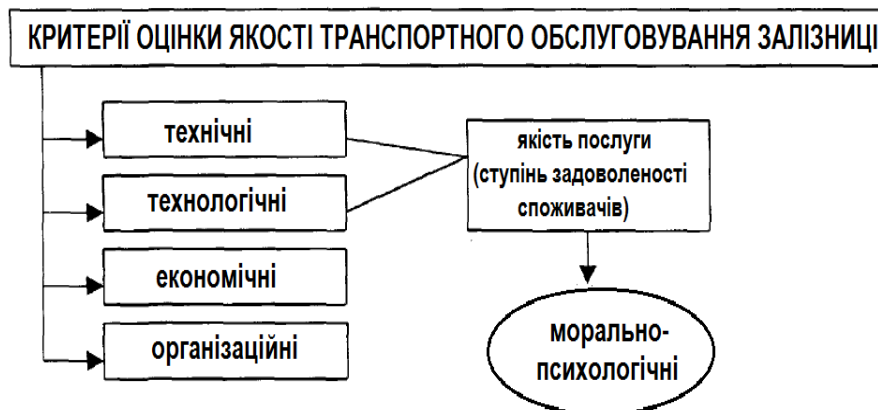 КРИТЕРІЇ ОЦІНКИ ЯКОСТІ ТРАНСПОРТНОГО ОБСЛУГОВУВАННЯ ЗАЛІЗНИЦІ
технічні
технологічні
економічні
організаційні
якість послуги
(ступінь задоволеності
споживачів)
морально-
психологічні